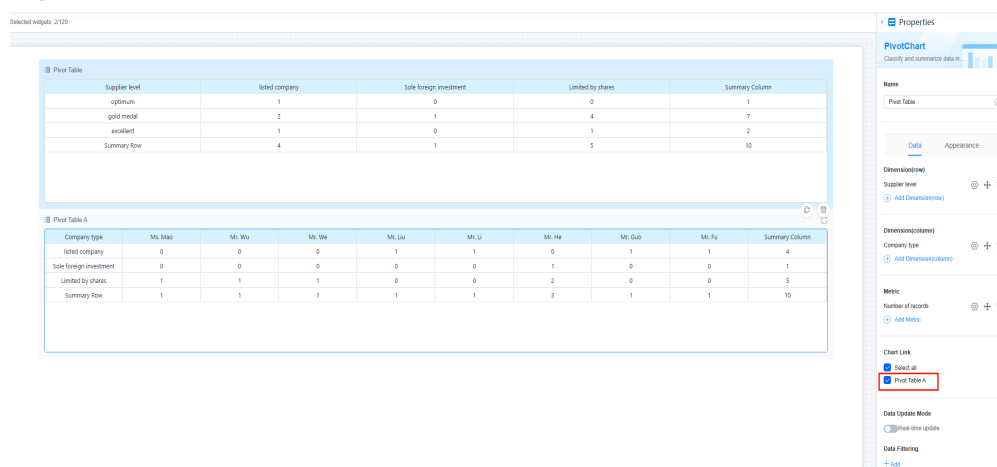 Selected widgets: 2/120
Properties
PivotChart
Classify and summarize data in...
Name
Pivot Table
Data Appearance
Dimension(row)
Supplier level
Add Dimension(row)
Dimension(column)
Company type
Add Dimension(column)
Metric
Number of records
Add Metric
Chart Link
Select all
Pivot Table A
Data Update Mode
Real-time update
Data Filtering
+ Add
Pivot Table
Supplier level listed company Sole foreign investment Limited by shares Summary Column
optimum 1 0 0 1
gold medal 2 1 4 7
excellent 1 0 1 2
Summary Row 4 1 5 10
Pivot Table A
Company type Ms. Mao Mr. Wu Mr. We Mr. Liu Mr. Li Mr. He Mr. Guo Mr. Fu Summary Column
listed company 0 0 0 1 1 0 1 1 4
Sole foreign investment 0 0 0 0 0 1 0 0 1
Limited by shares 1 1 1 0 0 2 0 0 5
Summary Row 1 1 1 1 1 3 1 1 10